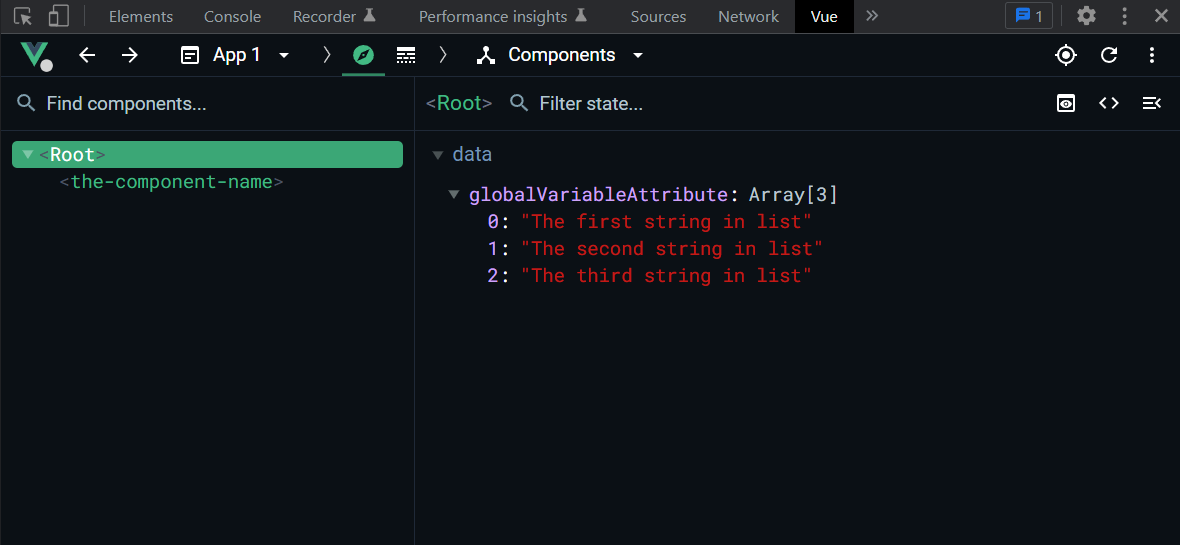 Elements Console Recorder Performance insights Sources Network Vue 1
App 1 Components
Find components...
<Root> Filter state...
<Root>
<the-component-name>
data
globalVariableAttribute: Array[3]
0: "The first string in list"
1: "The second string in list"
2: "The third string in list"